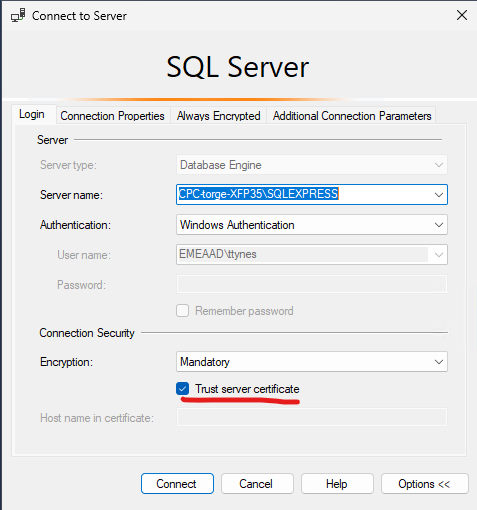 Connect to Server
SQL Server
Login Connection Properties Always Encrypted Additional Connection Parameters
Server
Server type: Database Engine
Server name: CPC-torge-XFP35\SQLEXPRESS
Authentication: Windows Authentication
User name: EMEAAD\ttynes
Password:
Remember password
Connection Security
Encryption: Mandatory
Trust server certificate
Host name in certificate:
Connect Cancel Help Options <<